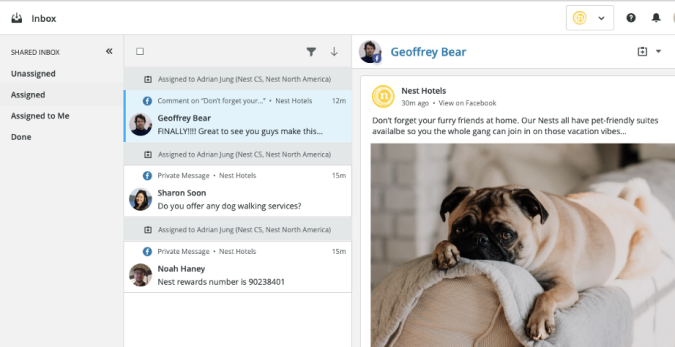 Inbox
SHARED INBOX
Unassigned
Assigned
Assigned to Me
Done
Assigned to Adrian Jung (Nest CS, Nest North America)
Comment on “Don’t forget your...” • Nest Hotels 12m
Geoffrey Bear
FINALLY!!!! Great to see you guys make this...
Assigned to Adrian Jung (Nest CS, Nest North America)
Private Message • Nest Hotels 15m
Sharon Soon
Do you offer any dog walking services?
Assigned to Adrian Jung (Nest CS, Nest North America)
Private Message • Nest Hotels 15m
Noah Haney
Nest rewards number is 90238401
Geoffrey Bear
Nest Hotels
30m ago • View on Facebook
Don’t forget your furry friends at home. Our Nests all have pet-friendly suites
availalbe so you the whole gang can join in on those vacation vibes...